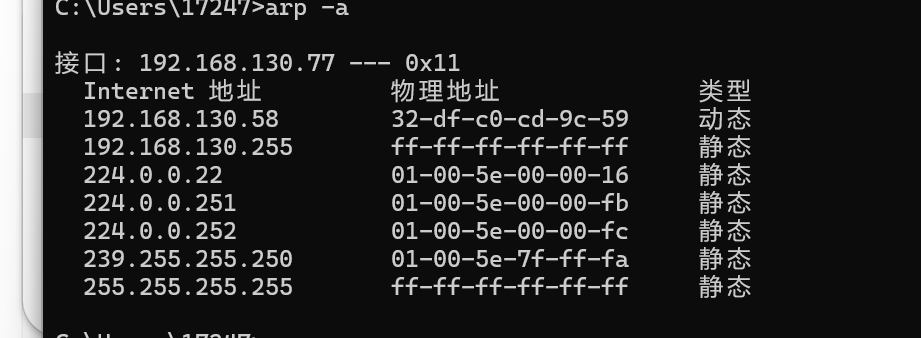 C:\Users\17247>arp -a
接口: 192.168.130.77 --- 0x11
Internet 地址 物理地址 类型
192.168.130.58 32-df-c0-cd-9c-59 动态
192.168.130.255 ff-ff-ff-ff-ff-ff 静态
224.0.0.22 01-00-5e-00-00-16 静态
224.0.0.251 01-00-5e-00-00-fb 静态
224.0.0.252 01-00-5e-00-00-fc 静态
239.255.255.250 01-00-5e-7f-ff-fa 静态
255.255.255.255 ff-ff-ff-ff-ff-ff 静态
C:\Users\17247>